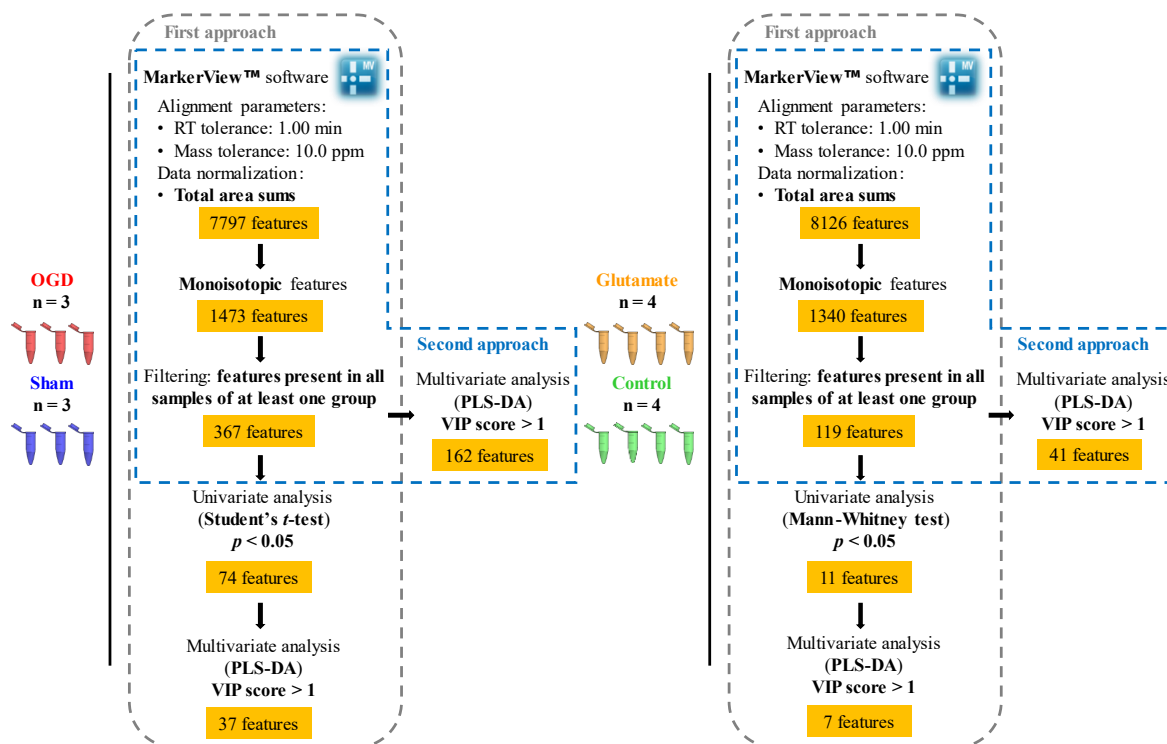 OGD
n = 3
Sham
n = 3
First approach
MarkerView™ software
MV
Alignment parameters:
• RT tolerance: 1.00 min
• Mass tolerance: 10.0 ppm
Data normalization:
• Total area sums
7797 features
Monoisotopic features
1473 features
Filtering: features present in all
samples of at least one group
367 features
Second approach
Multivariate analysis
(PLS-DA)
VIP score > 1
162 features
Univariate analysis
(Student's t-test)
p < 0.05
74 features
Multivariate analysis
(PLS-DA)
VIP score > 1
37 features
Glutamate
n = 4
Control
n = 4
First approach
MarkerView™ software
MV
Alignment parameters:
• RT tolerance: 1.00 min
• Mass tolerance: 10.0 ppm
Data normalization:
• Total area sums
8126 features
Monoisotopic features
1340 features
Filtering: features present in all
samples of at least one group
119 features
Second approach
Multivariate analysis
(PLS-DA)
VIP score > 1
41 features
Univariate analysis
(Mann-Whitney test)
p < 0.05
11 features
Multivariate analysis
(PLS-DA)
VIP score > 1
7 features